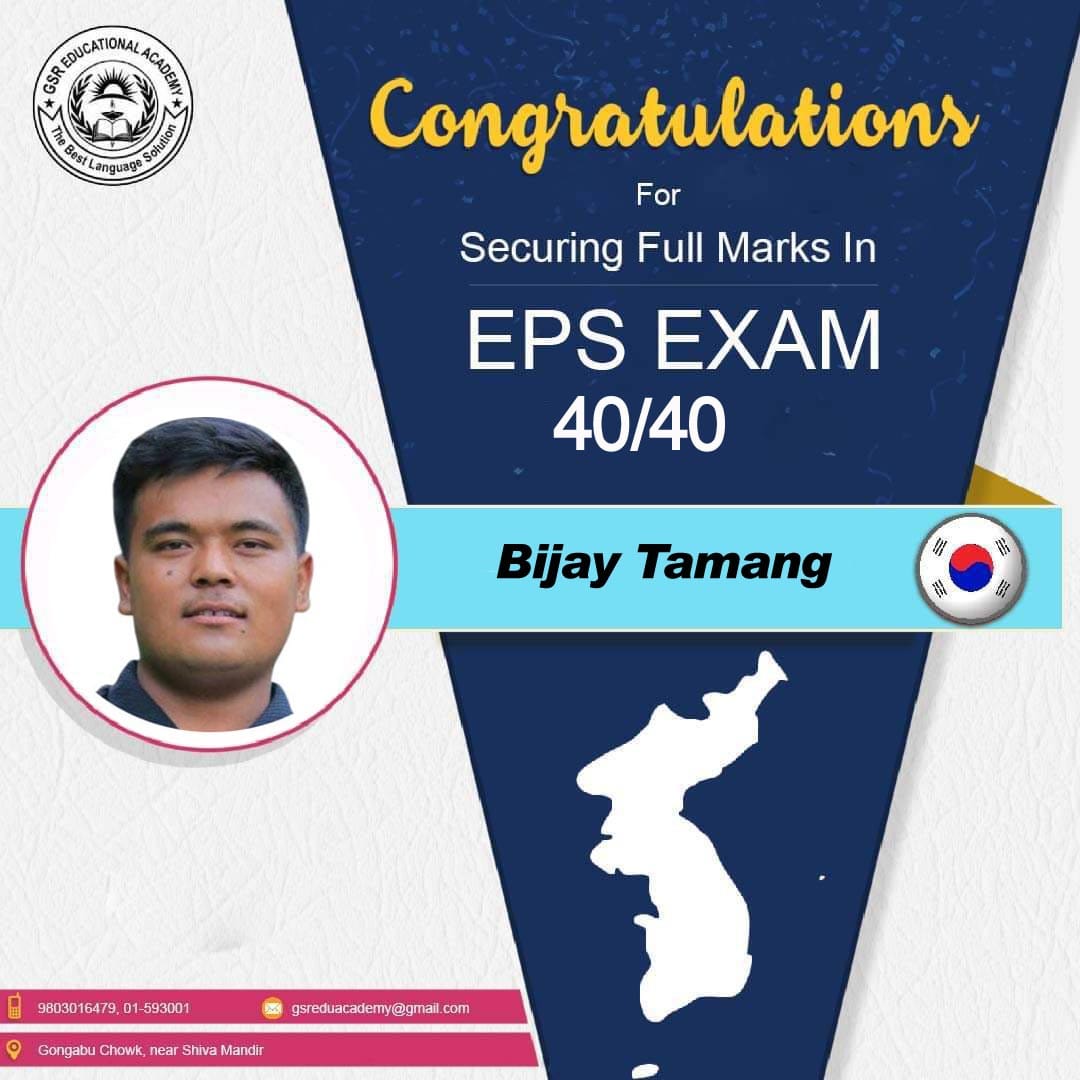 GSR EDUCATIONAL ACADEMY
The Best Language Solution
Congratulations
For
Securing Full Marks In
EPS EXAM
40/40
Bijay Tamang
9803016479, 01-593001
gsreduacademy@gmail.com
Gongabu Chowk, near Shiva Mandir